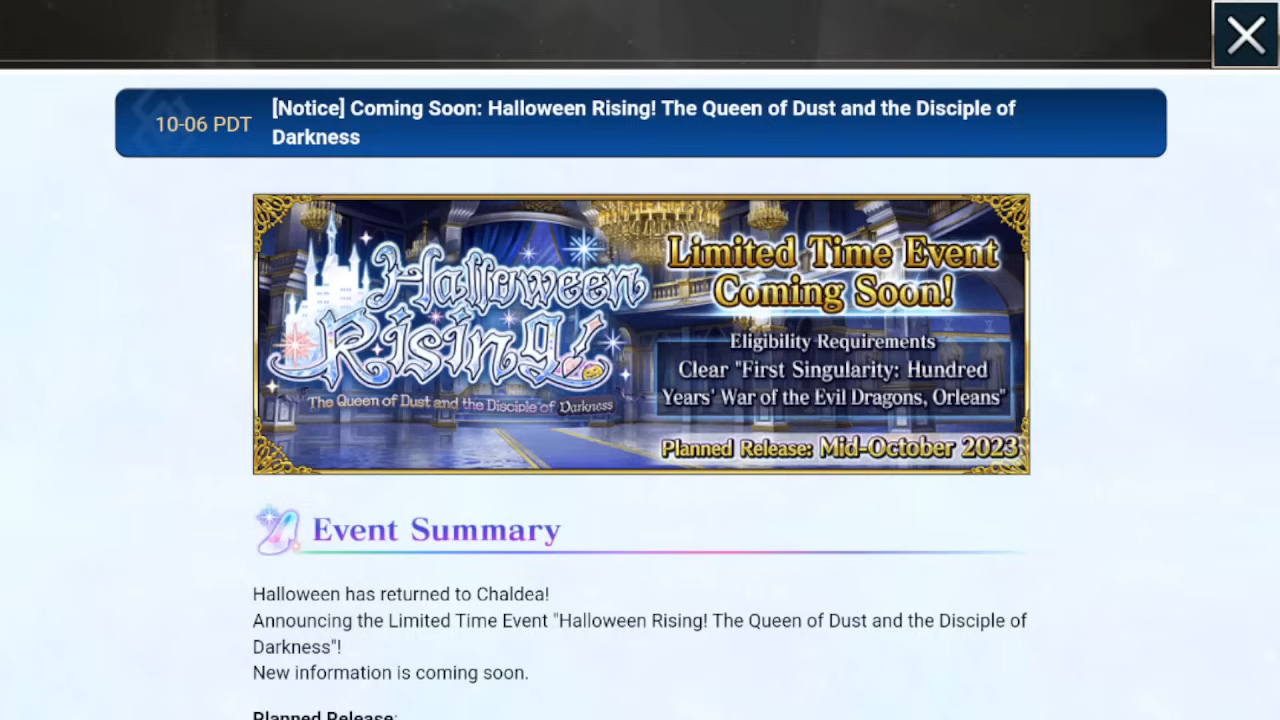 10-06 PDT
[Notice] Coming Soon: Halloween Rising! The Queen of Dust and the Disciple of
Darkness
Halloween
Rising!
The Queen of Dust and the Disciple of Darkness
Limited Time Event
Coming Soon!
Eligibility Requirements
Clear "First Singularity: Hundred
Years' War of the Evil Dragons, Orleans"
Planned Release: Mid-October 2023
Event Summary
Halloween has returned to Chaldea!
Announcing the Limited Time Event "Halloween Rising! The Queen of Dust and the Disciple of
Darkness"!
New information is coming soon.
Planned Release: